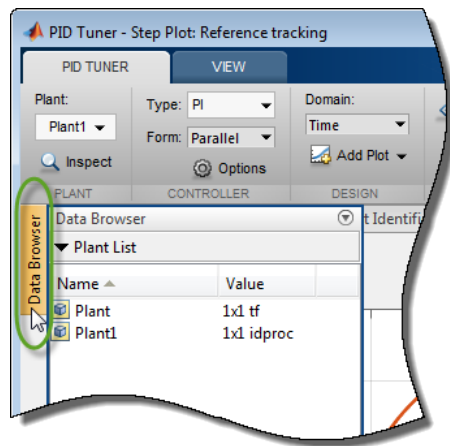 PID Tuner - Step Plot: Reference tracking
PID TUNER
VIEW
Plant:
Plant1
Inspect
PLANT
Type: PI
Form: Parallel
Options
CONTROLLER
Domain:
Time
Add Plot
DESIGN
Data Browser
Data Browser
t Identifi
Plant List
Name Value
Plant 1x1 tf
Plant1 1x1 idproc